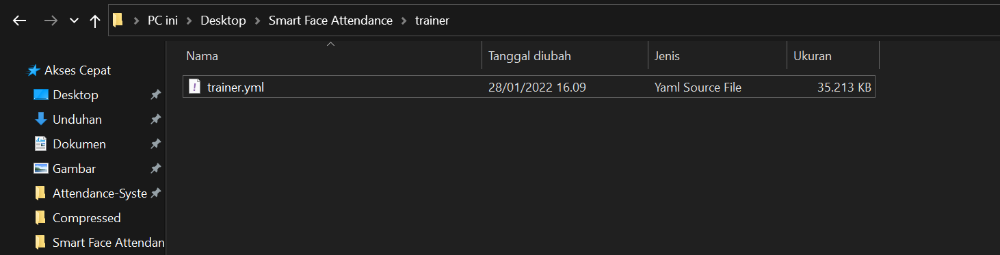 PC ini > Desktop > Smart Face Attendance > trainer
Nama Tanggal diubah Jenis Ukuran
trainer.yml 28/01/2022 16.09 Yaml Source File 35.213 KB
Akses Cepat
Desktop
Unduhan
Dokumen
Gambar
Attendance-Syste
Compressed
Smart Face Attendan